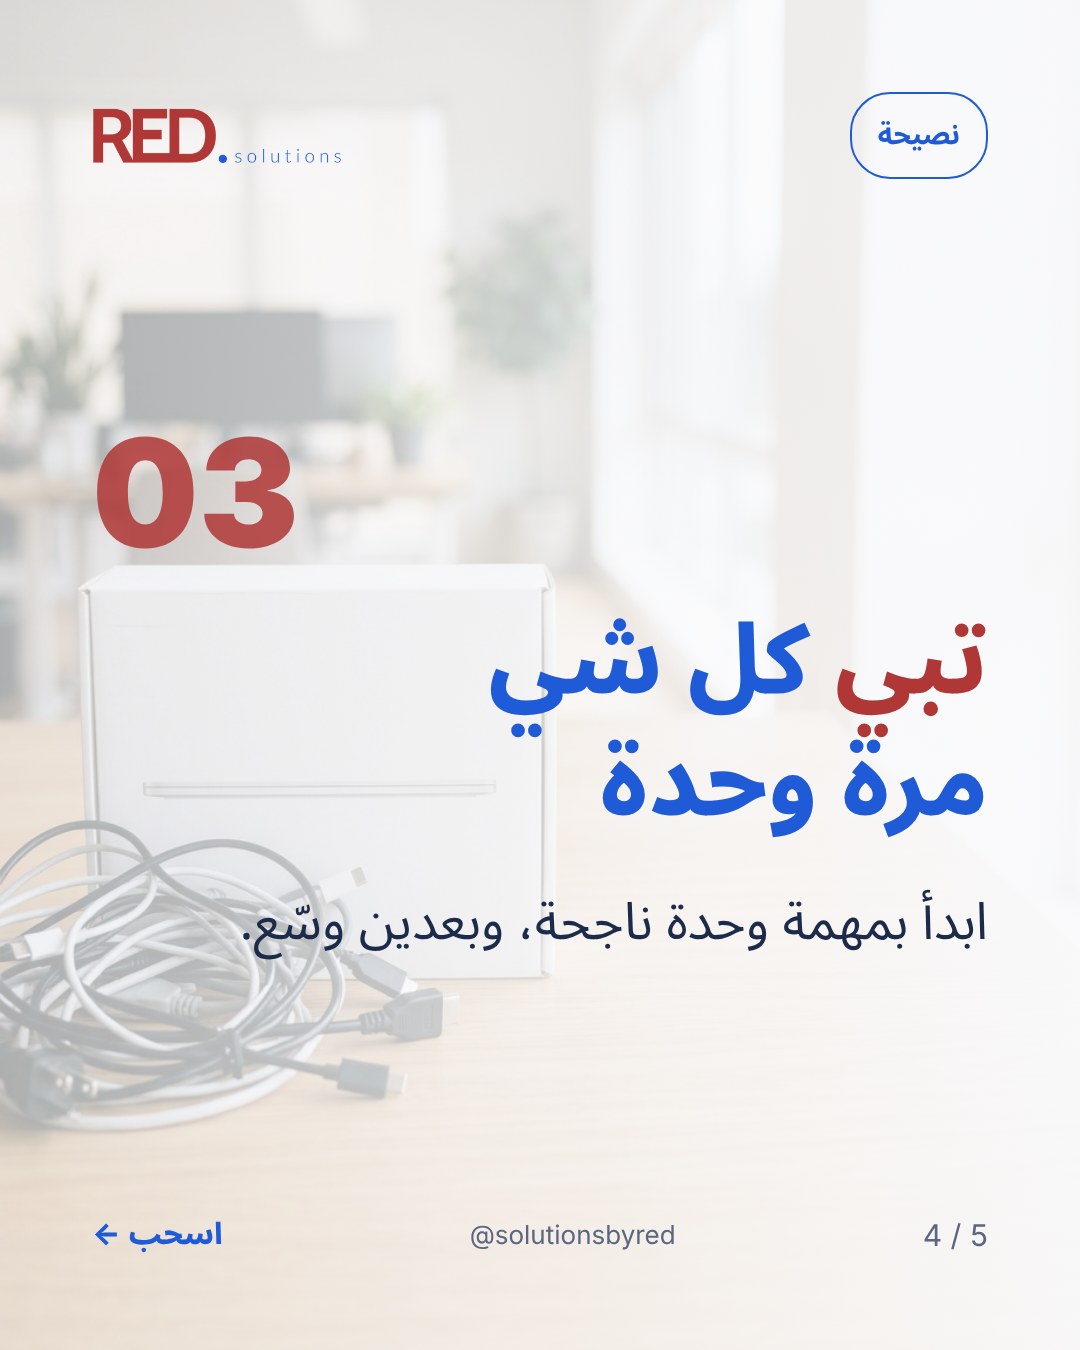 RED.solutions
نصيحة
03
تبي كل شي
مرة وحدة
ابدأ بمهمة وحدة ناجحة، وبعدين وسّع.
اسحب ←
@solutionsbyred
4 / 5